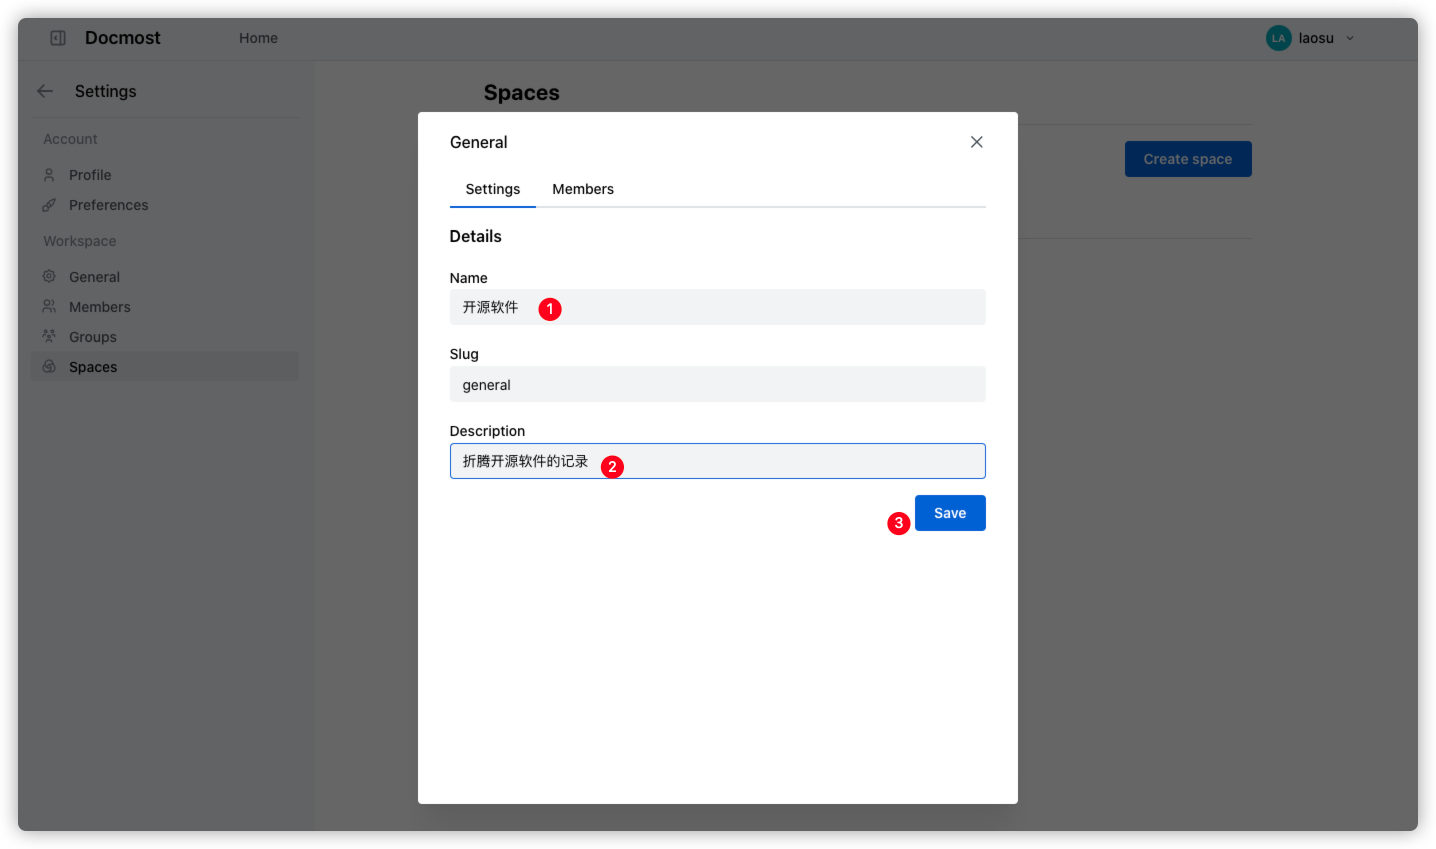 Docmost Home LA laosu
Settings
Spaces
Account
Profile
Preferences
Workspace
General
Members
Groups
Spaces
Create space
General
Settings Members
Details
Name
开源软件 1
Slug
general
Description
折腾开源软件的记录 2
3 Save